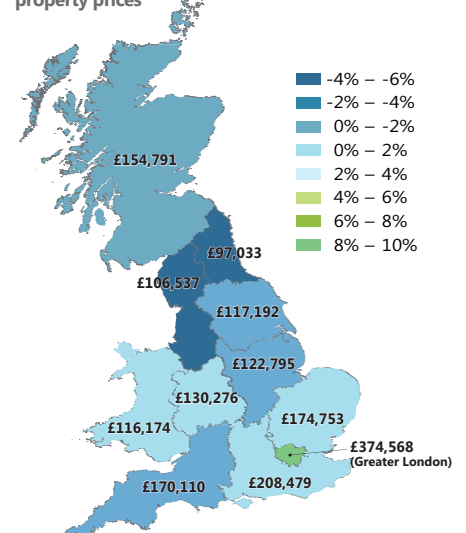 property prices
-4% – -6%
-2% – -4%
0% – -2%
0% – 2%
2% – 4%
4% – 6%
6% – 8%
8% – 10%
£154,791
£97,033
£106,537
£117,192
£122,795
£130,276
£174,753
£116,174
£374,568
(Greater London)
£208,479
£170,110